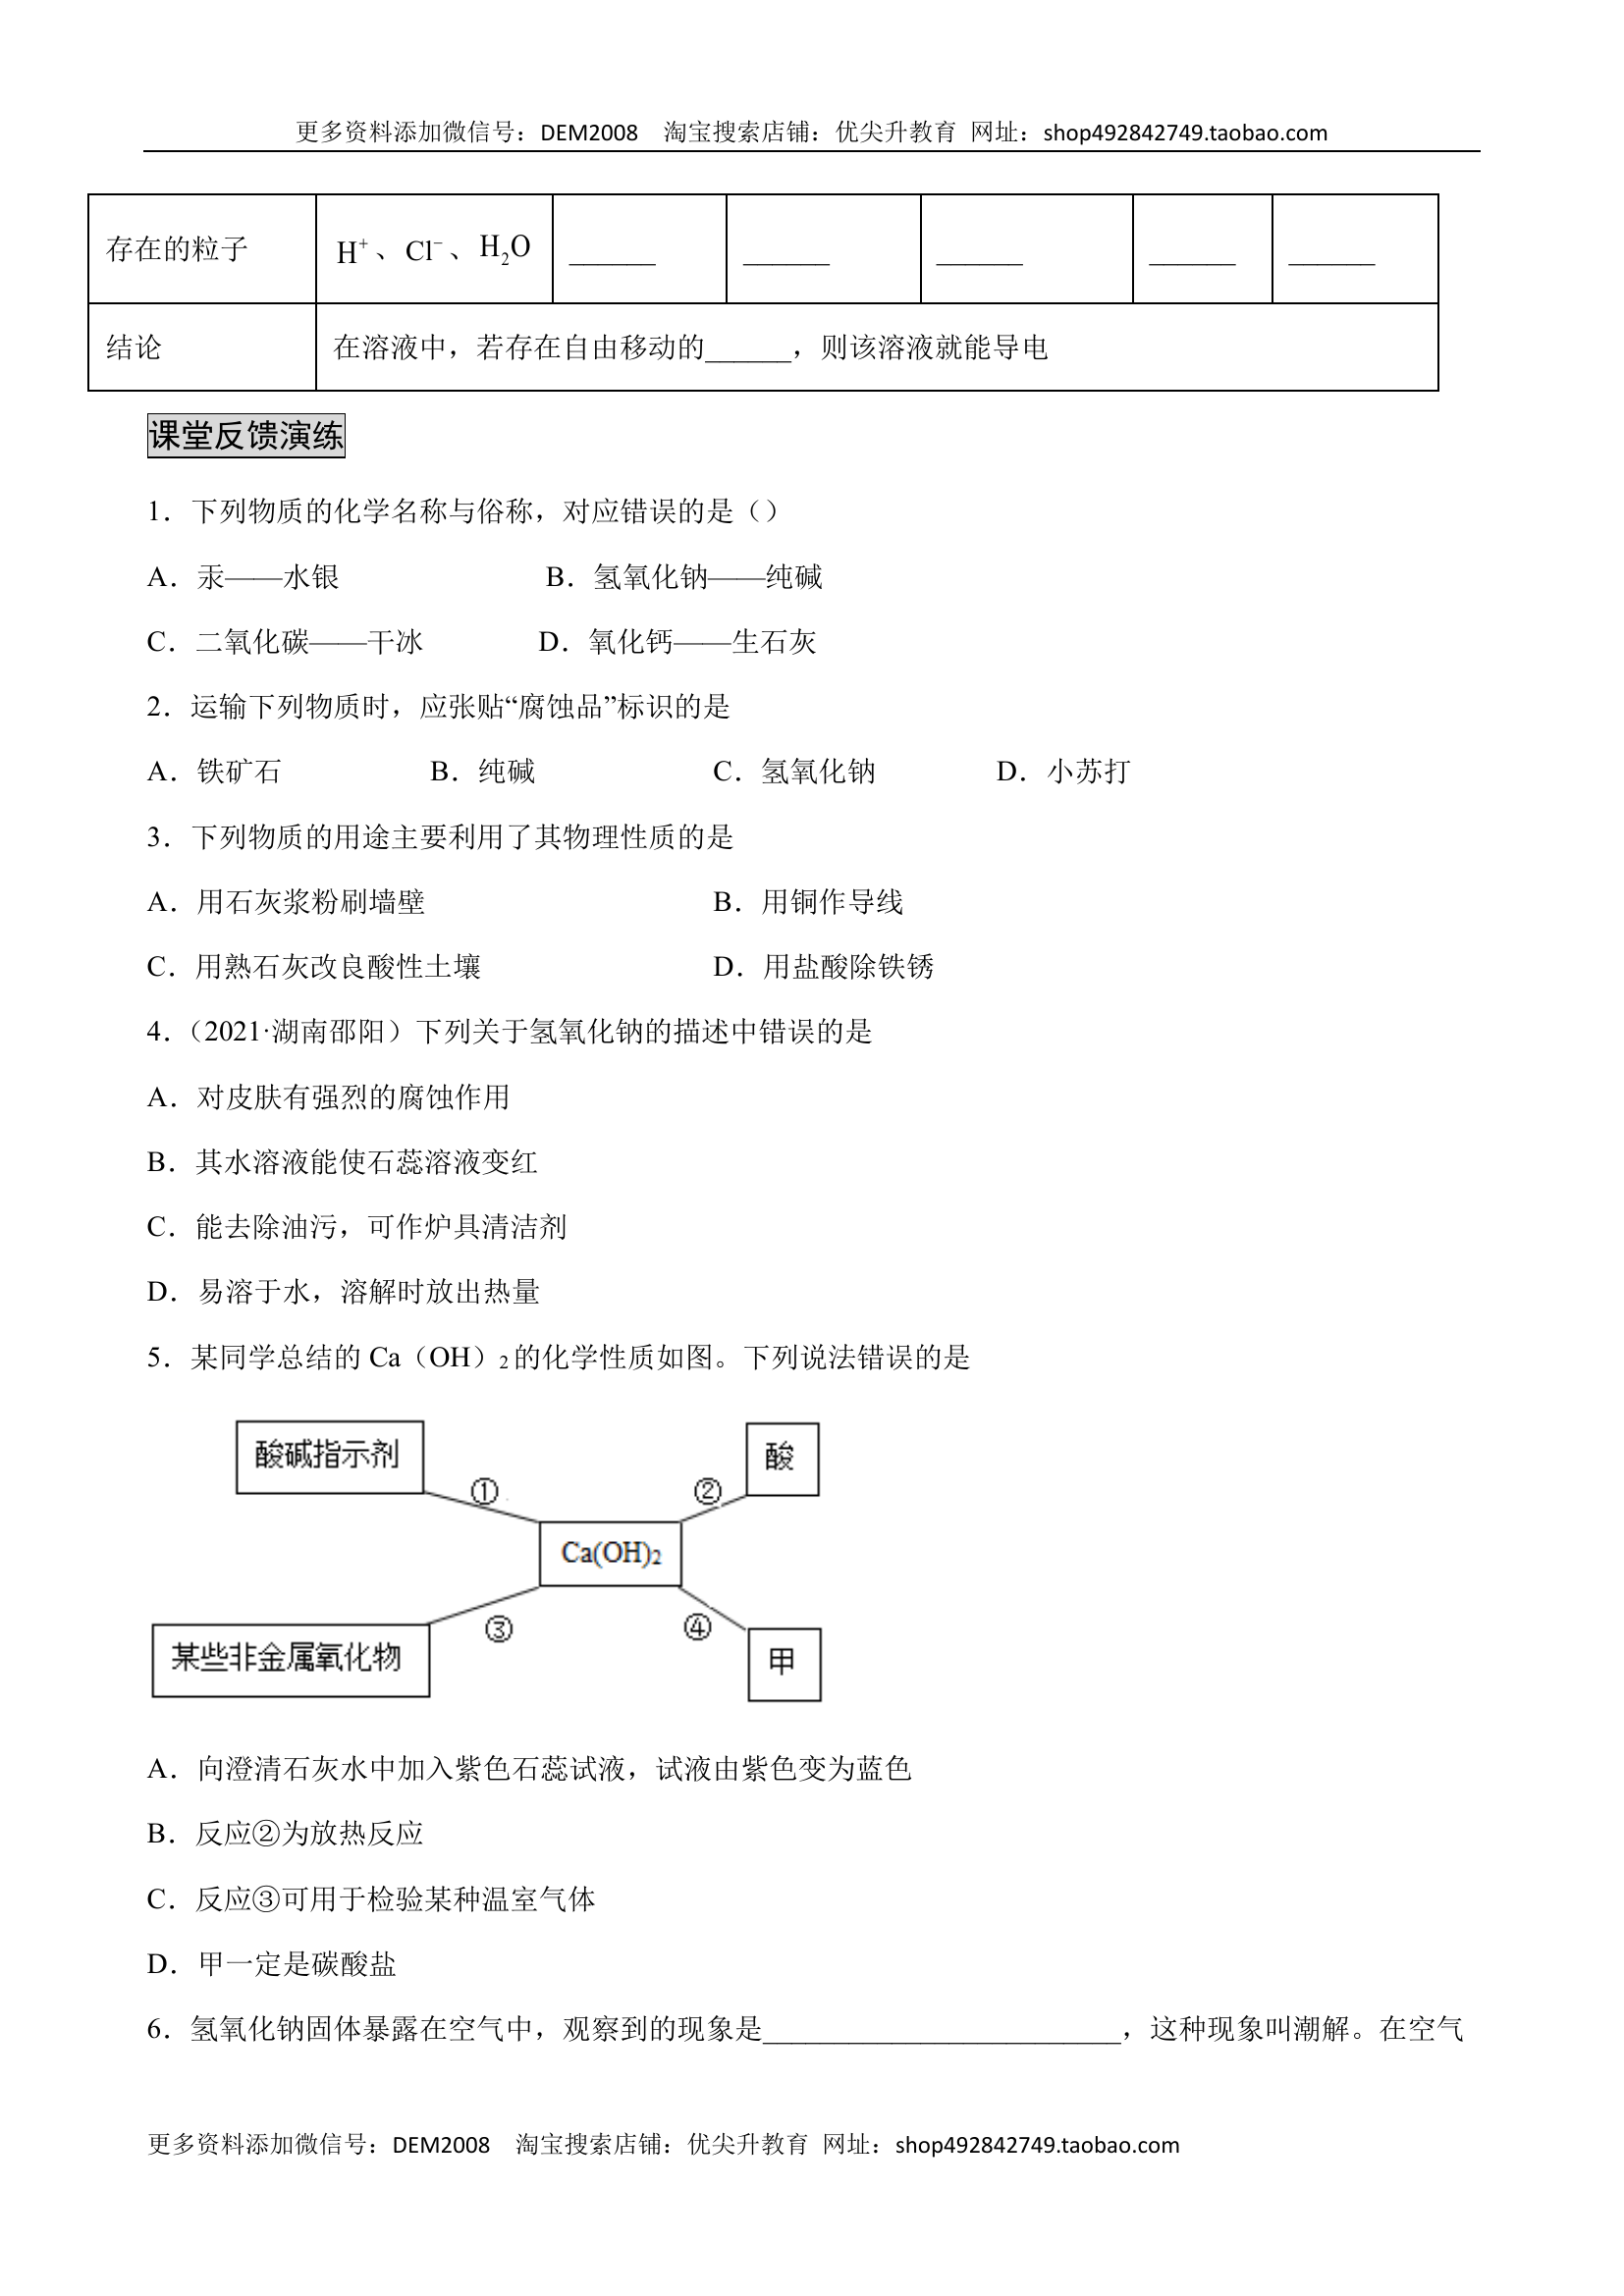 更多资料添加微信号：DEM2008 淘宝搜索店铺：优尖升教育 网址：shop492842749.taobao.com
存在的粒子 H⁺、Cl⁻、H₂O ______ ______ ______ ______ ______
结论 在溶液中，若存在自由移动的______，则该溶液就能导电
课堂反馈演练
1．下列物质的化学名称与俗称，对应错误的是（）
A．汞——水银 B．氢氧化钠——纯碱
C．二氧化碳——干冰 D．氧化钙——生石灰
2．运输下列物质时，应张贴“腐蚀品”标识的是
A．铁矿石 B．纯碱 C．氢氧化钠 D．小苏打
3．下列物质的用途主要利用了其物理性质的是
A．用石灰浆粉刷墙壁 B．用铜作导线
C．用熟石灰改良酸性土壤 D．用盐酸除铁锈
4．（2021·湖南邵阳）下列关于氢氧化钠的描述中错误的是
A．对皮肤有强烈的腐蚀作用
B．其水溶液能使石蕊溶液变红
C．能去除油污，可作炉具清洁剂
D．易溶于水，溶解时放出热量
5．某同学总结的 Ca（OH）₂的化学性质如图。下列说法错误的是
酸碱指示剂 酸
① ②
Ca(OH)₂
③ ④
某些非金属氧化物 甲
A．向澄清石灰水中加入紫色石蕊试液，试液由紫色变为蓝色
B．反应②为放热反应
C．反应③可用于检验某种温室气体
D．甲一定是碳酸盐
6．氢氧化钠固体暴露在空气中，观察到的现象是_________________________，这种现象叫潮解。在空气
更多资料添加微信号：DEM2008 淘宝搜索店铺：优尖升教育 网址：shop492842749.taobao.com